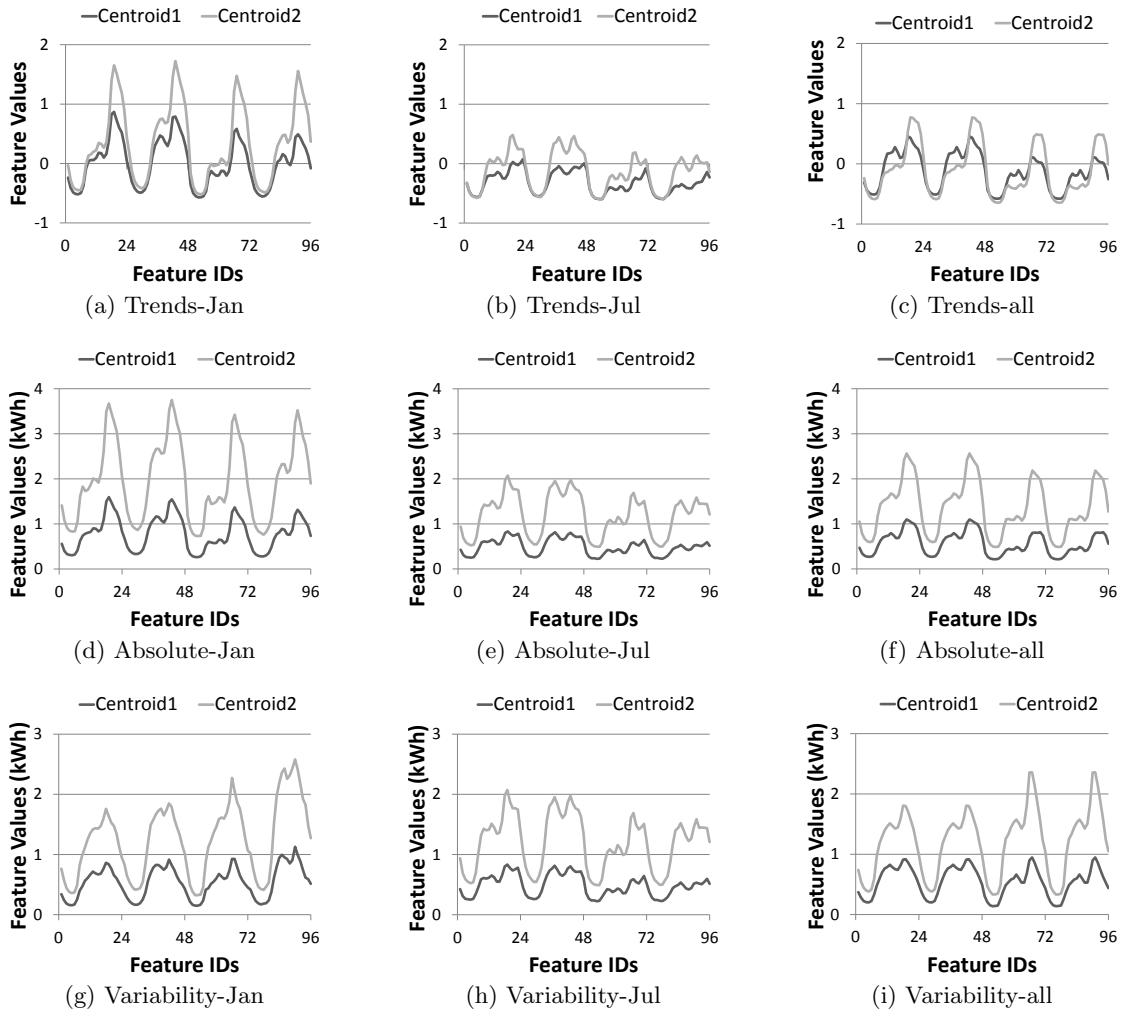 Centroid1 Centroid2
Feature Values
2
1
0
-1
0 24 48 72 96
Feature IDs
(a) Trends-Jan
Centroid1 Centroid2
Feature Values
2
1
0
-1
0 24 48 72 96
Feature IDs
(b) Trends-Jul
Centroid1 Centroid2
Feature Values
2
1
0
-1
0 24 48 72 96
Feature IDs
(c) Trends-all
Centroid1 Centroid2
Feature Values (kWh)
4
3
2
1
0
0 24 48 72 96
Feature IDs
(d) Absolute-Jan
Centroid1 Centroid2
Featrure Values (kWh)
4
3
2
1
0
0 24 48 72 96
Feature IDs
(e) Absolute-Jul
Centroid1 Centroid2
Feature Values (kWh)
4
3
2
1
0
0 24 48 72 96
Feature IDs
(f) Absolute-all
Centroid1 Centroid2
Feature Values (kWh)
3
2
1
0
0 24 48 72 96
Feature IDs
(g) Variability-Jan
Centroid1 Centroid2
Feature Values (kWh)
3
2
1
0
0 24 48 72 96
Feature IDs
(h) Variability-Jul
Centroid1 Centroid2
Feature Values (kWh)
3
2
1
0
0 24 48 72 96
Feature IDs
(i) Variability-all